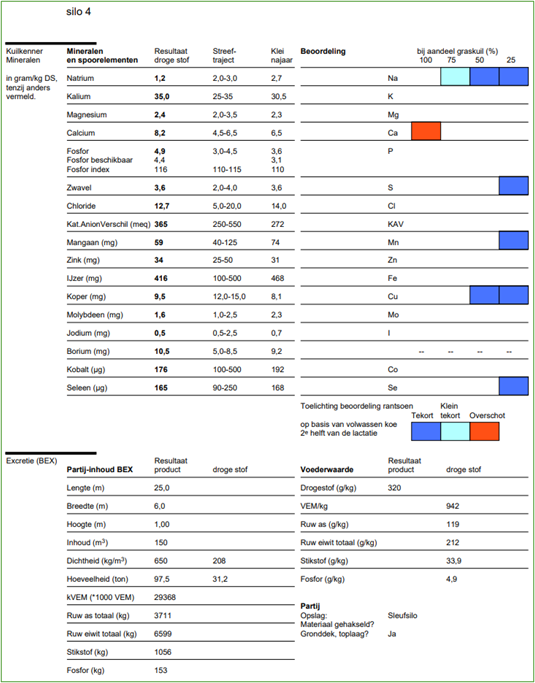 silo 4
Kuilkenner
Mineralen
in gram/kg DS,
tenzij anders
vermeld.
Mineralen en spoorelementen Resultaat droge stof Streef-traject Klei najaar Beoordeling bij aandeel graskuil (%)
100 75 50 25
Natrium 1,2 2,0-3,0 2,7 Na
Kalium 35,0 25-35 30,5 K
Magnesium 2,4 2,0-3,5 2,3 Mg
Calcium 8,2 4,5-6,5 6,5 Ca
Fosfor 4,9 3,0-4,5 3,6 P
Fosfor beschikbaar 4,4 3,1
Fosfor index 116 110-115 110
Zwavel 3,6 2,0-4,0 3,6 S
Chloride 12,7 5,0-20,0 14,0 Cl
Kat.AnionVerschil (meq) 365 250-550 272 KAV
Mangaan (mg) 59 40-125 74 Mn
Zink (mg) 34 25-50 31 Zn
IJzer (mg) 416 100-500 468 Fe
Koper (mg) 9,5 12,0-15,0 8,1 Cu
Molybdeen (mg) 1,6 1,0-2,5 2,3 Mo
Jodium (mg) 0,5 0,5-2,5 0,7 I
Borium (mg) 10,5 5,0-8,5 9,2 -- -- -- --
Kobalt (µg) 176 100-500 192 Co
Seleen (µg) 165 90-250 168 Se
Toelichting beoordeling rantsoen
op basis van volwassen koe
2e helft van de lactatie
Tekort Klein tekort Overschot
Excretie (BEX)
Partij-inhoud BEX Resultaat product droge stof
Lengte (m) 25,0
Breedte (m) 6,0
Hoogte (m) 1,00
Inhoud (m³) 150
Dichtheid (kg/m³) 650 208
Hoeveelheid (ton) 97,5 31,2
kVEM (*1000 VEM) 29368
Ruw as totaal (kg) 3711
Ruw eiwit totaal (kg) 6599
Stikstof (kg) 1056
Fosfor (kg) 153
Voederwaarde Resultaat product droge stof
Drogestof (g/kg) 320
VEM/kg 942
Ruw as (g/kg) 119
Ruw eiwit totaal (g/kg) 212
Stikstof (g/kg) 33,9
Fosfor (g/kg) 4,9
Partij
Opslag: Sleufsilo
Materiaal gehakseld?
Gronddek, toplaag? Ja